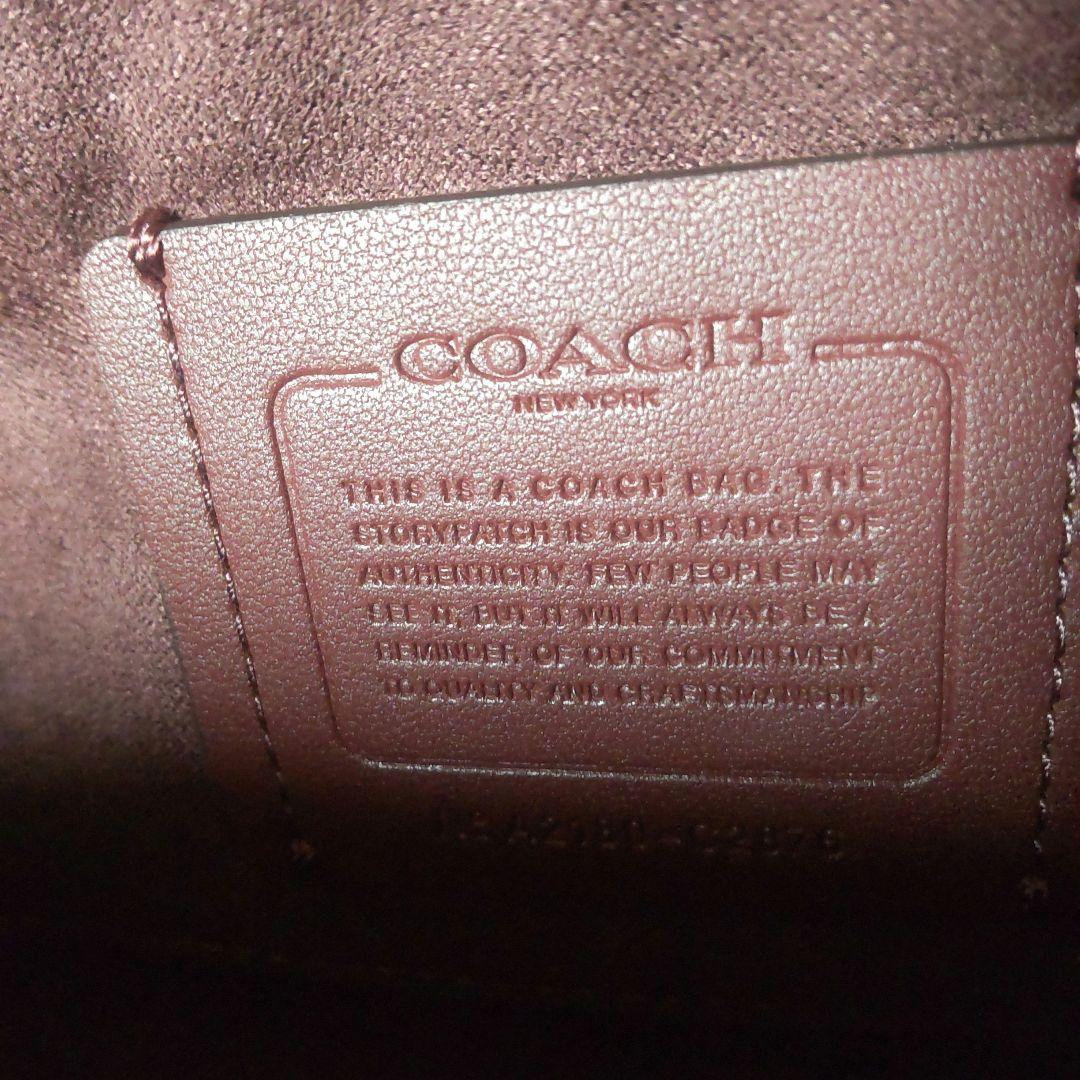 COACH
NEW YORK
THIS IS A COACH BAG. THE
STORYPATCH IS OUR BADGE OF
AUTHENTICITY. FEW PEOPLE MAY
SEE IT, BUT IT WILL ALWAYS BE A
REMINDER OF OUR COMMITMENT
TO QUALITY AND CRAFTSMANSHIP.